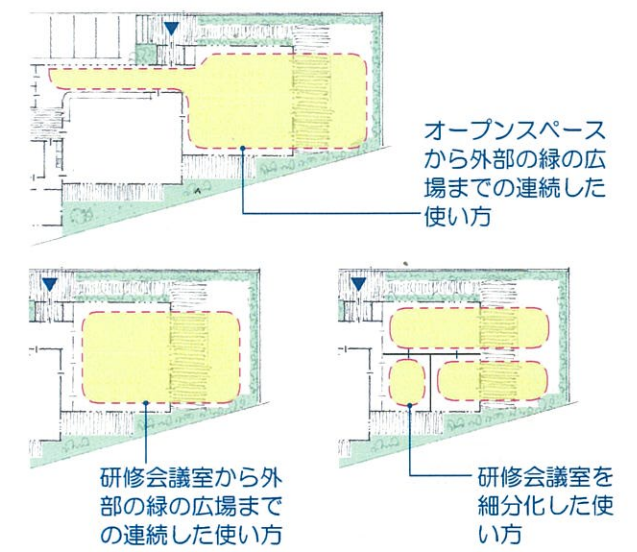 オープンスペース
から外部の緑の広
場までの連続した
使い方
研修会議室から外
部の緑の広場まで
の連続した使い方
研修会議室を
細分化した使
い方